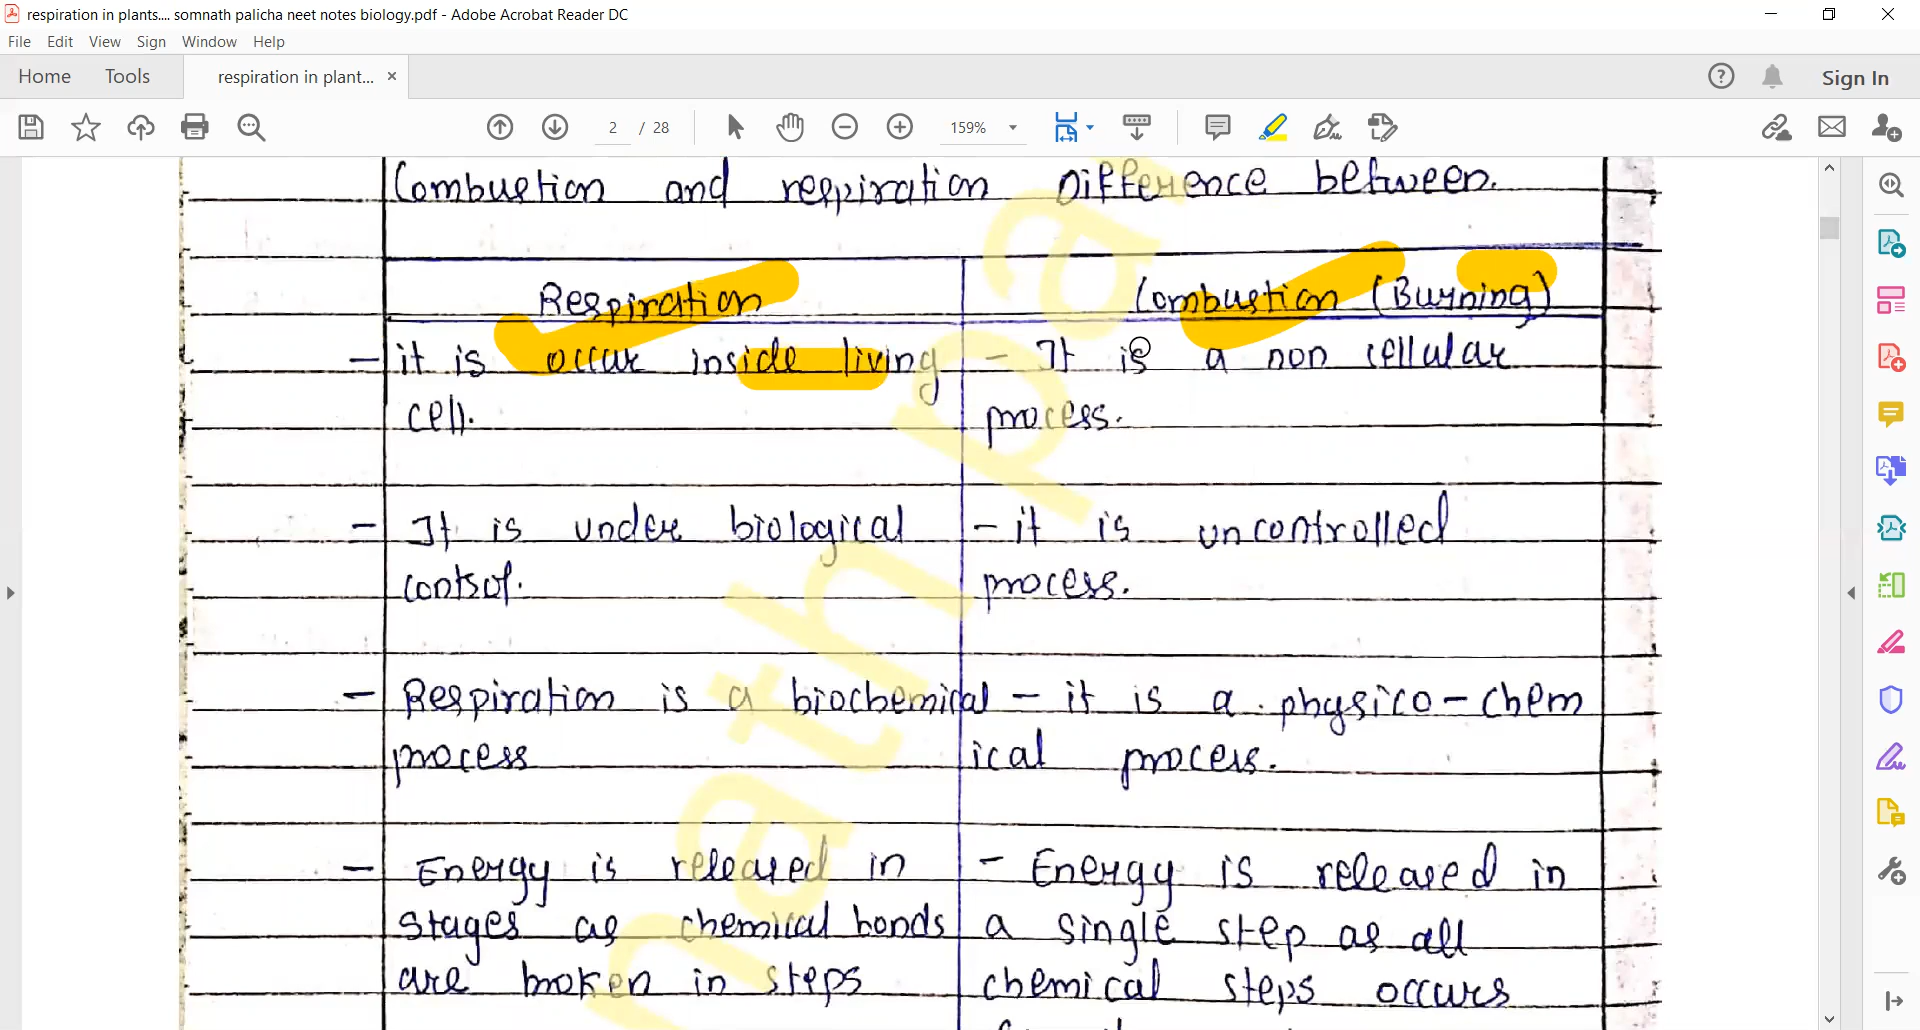 respiration in plants.... somnath palicha neet notes biology.pdf - Adobe Acrobat Reader DC
File Edit View Sign Window Help
Home Tools respiration in plant... ×
Sign In
2 / 28 159%
Combustion and respiration Difference between.
Respiration
Combustion (Burning)
- it is occur inside living
cell.
- It is a non cellular
process.
- It is under biological
control.
- it is uncontrolled
process.
- Respiration is a biochemical
process
- it is a physico-chem
ical process.
- Energy is released in
stages as chemical bonds
are broken in steps
- Energy is released in
a single step as all
chemical steps occurs
math pa